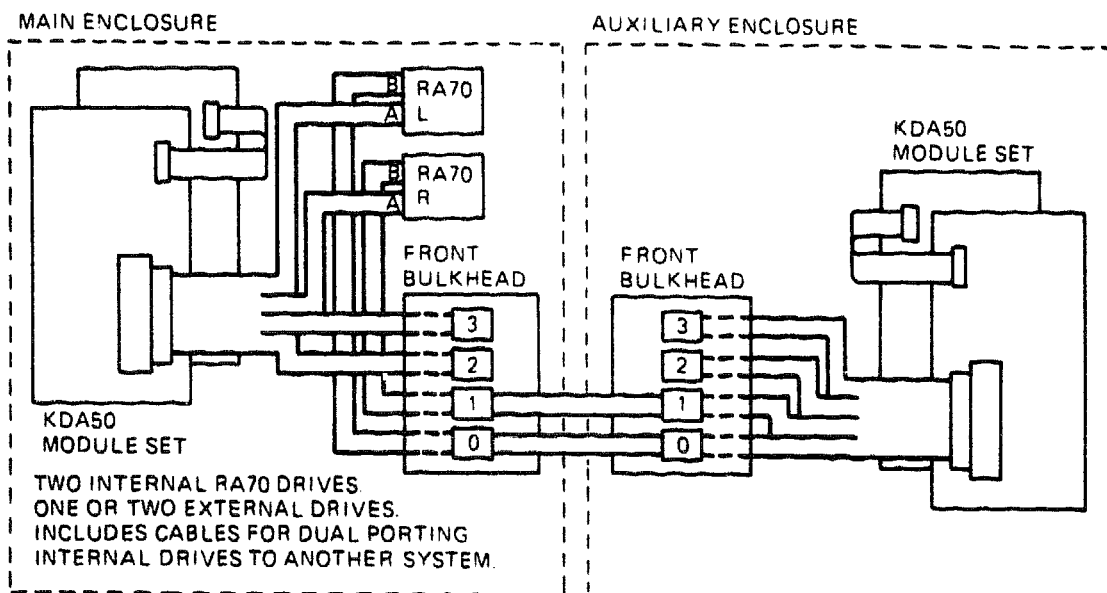 MAIN ENCLOSURE
AUXILIARY ENCLOSURE
B
RA70
A
L
B
RA70
A
R
KDA50
MODULE SET
FRONT
BULKHEAD
3
2
1
0
FRONT
BULKHEAD
3
2
1
0
KDA50
MODULE SET
TWO INTERNAL RA70 DRIVES.
ONE OR TWO EXTERNAL DRIVES.
INCLUDES CABLES FOR DUAL PORTING
INTERNAL DRIVES TO ANOTHER SYSTEM.